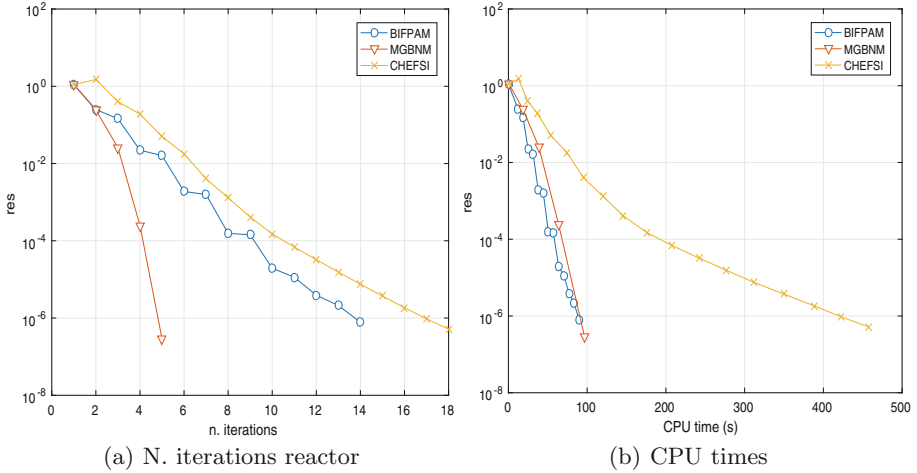 10^2
10^0
10^-2
10^-4
10^-6
10^-8
res
0 2 4 6 8 10 12 14 16 18
n. iterations
BIFPAM
MGBNM
CHEFSI
(a) N. iterations reactor
10^2
10^0
10^-2
10^-4
10^-6
10^-8
res
0 100 200 300 400 500
CPU time (s)
BIFPAM
MGBNM
CHEFSI
(b) CPU times